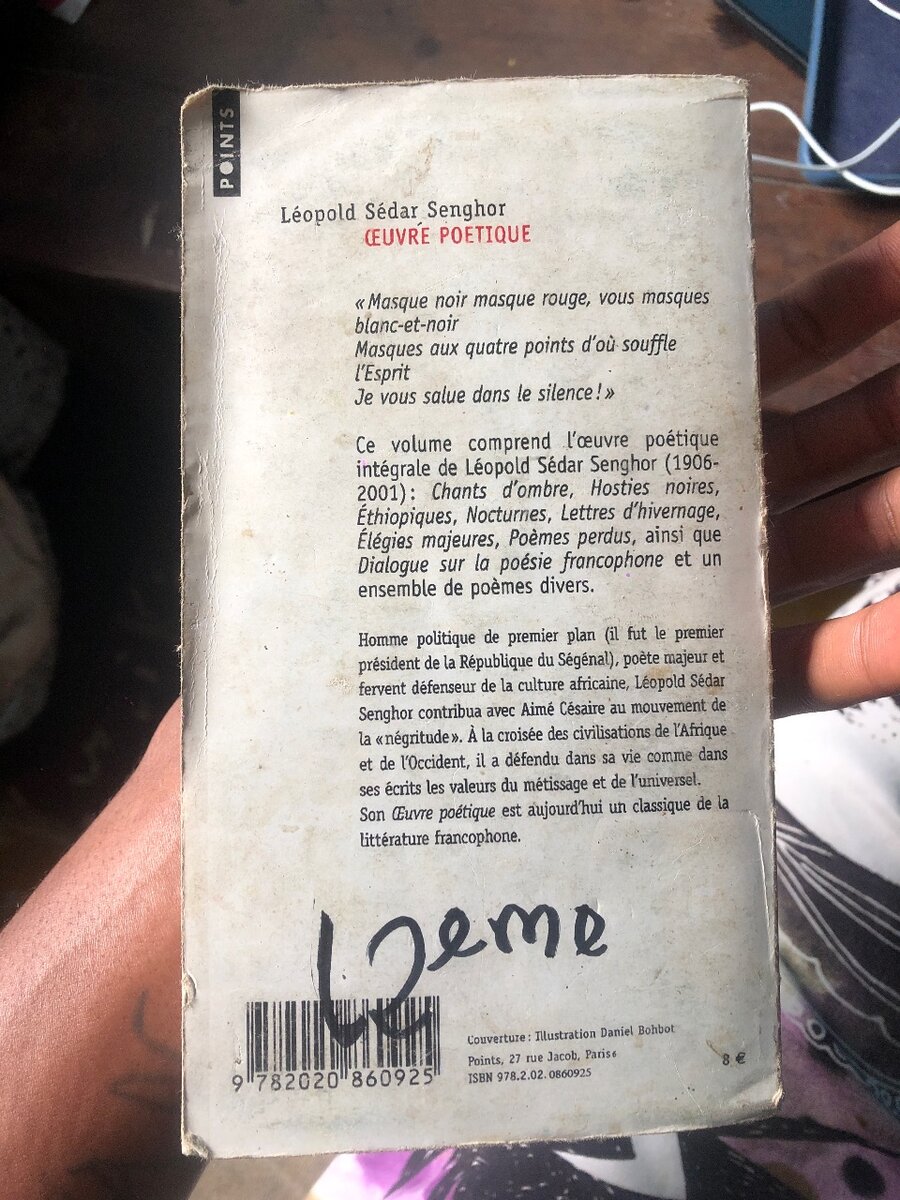 POINTS
Léopold Sédar Senghor
ŒUVRE POETIQUE
« Masque noir masque rouge, vous masques
blanc-et-noir
Masques aux quatre points d'où souffle
l'Esprit
Je vous salue dans le silence ! »
Ce volume comprend l'œuvre poétique
intégrale de Léopold Sédar Senghor (1906-
2001) : Chants d'ombre, Hosties noires,
Éthiopiques, Nocturnes, Lettres d'hivernage,
Élégies majeures, Poèmes perdus, ainsi que
Dialogue sur la poésie francophone et un
ensemble de poèmes divers.
Homme politique de premier plan (il fut le premier
président de la République du Ségénal), poète majeur et
fervent défenseur de la culture africaine, Léopold Sédar
Senghor contribua avec Aimé Césaire au mouvement de
la « négritude ». À la croisée des civilisations de l'Afrique
et de l'Occident, il a défendu dans sa vie comme dans
ses écrits les valeurs du métissage et de l'universel.
Son Œuvre poétique est aujourd'hui un classique de la
littérature francophone.
Couverture : Illustration Daniel Bohbot
Points, 27 rue Jacob, Paris 6
ISBN 978.2.02.0860925
8 €
9 782020 860925